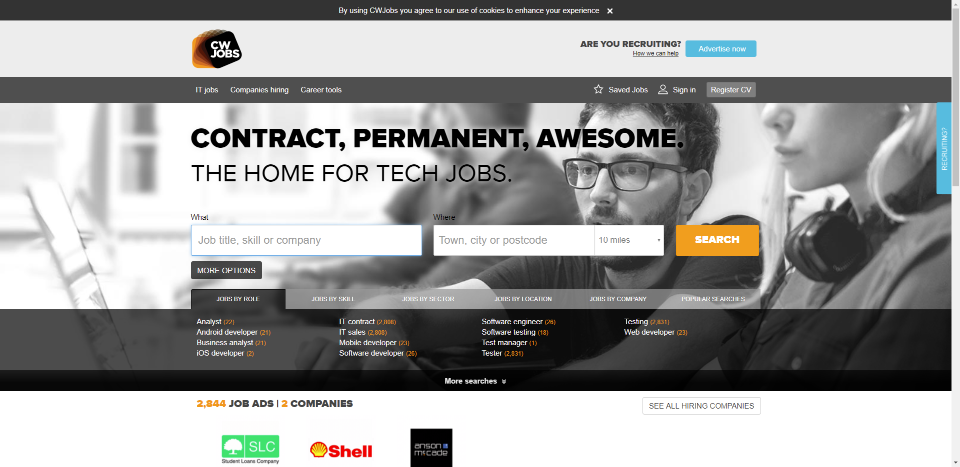 By using CWJobs you agree to our use of cookies to enhance your experience ×
CW
JOBS
ARE YOU RECRUITING?
How we can help
Advertise now
IT jobs Companies hiring Career tools
Saved Jobs Sign in Register CV
RECRUITING?
CONTRACT, PERMANENT, AWESOME.
THE HOME FOR TECH JOBS.
What Where
Job title, skill or company Town, city or postcode 10 miles SEARCH
MORE OPTIONS
JOBS BY ROLE JOBS BY SKILL JOBS BY SECTOR JOBS BY LOCATION JOBS BY COMPANY POPULAR SEARCHES
Analyst (22) IT contract (2,888) Software engineer (26) Testing (2,831)
Android developer (21) IT sales (2,808) Software testing (18) Web developer (23)
Business analyst (21) Mobile developer (23) Test manager (1)
iOS developer (2) Software developer (26) Tester (2,831)
More searches
2,844 JOB ADS | 2 COMPANIES
SEE ALL HIRING COMPANIES
SLC
Student Loans Company
Shell
anson
mccade